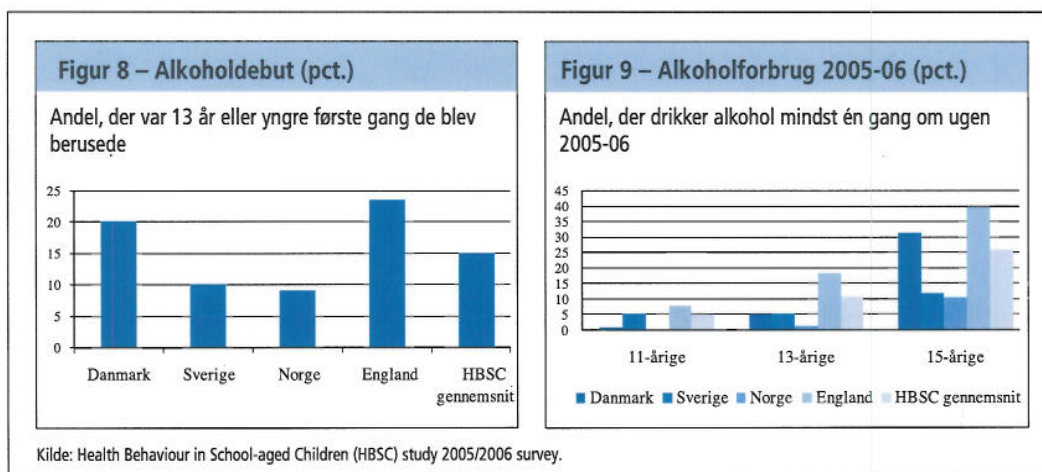 Figur 8 – Alkoholdebut (pct.)
Andel, der var 13 år eller yngre første gang de blev
berusede
25
20
15
10
5
0
Danmark
Sverige
Norge
England
HBSC
gennemsnit
Figur 9 – Alkoholforbrug 2005-06 (pct.)
Andel, der drikker alkohol mindst én gang om ugen
2005-06
45
40
35
30
25
20
15
10
5
0
11-årige
13-årige
15-årige
Danmark
Sverige
Norge
England
HBSC gennemsnit
Kilde: Health Behaviour in School-aged Children (HBSC) study 2005/2006 survey.